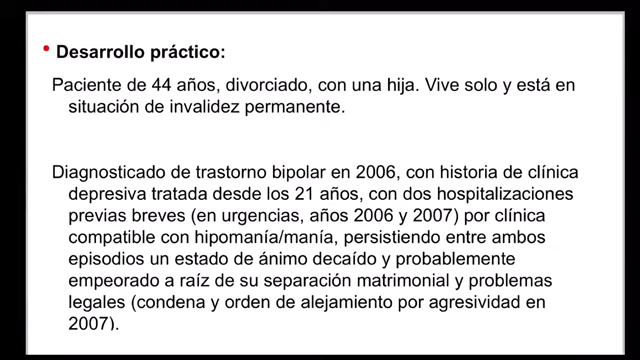 • Desarrollo práctico:
Paciente de 44 años, divorciado, con una hija. Vive solo y está en
situación de invalidez permanente.
Diagnosticado de trastorno bipolar en 2006, con historia de clínica
depresiva tratada desde los 21 años, con dos hospitalizaciones
previas breves (en urgencias, años 2006 y 2007) por clínica
compatible con hipomanía/manía, persistiendo entre ambos
episodios un estado de ánimo decaído y probablemente
empeorado a raíz de su separación matrimonial y problemas
legales (condena y orden de alejamiento por agresividad en
2007).